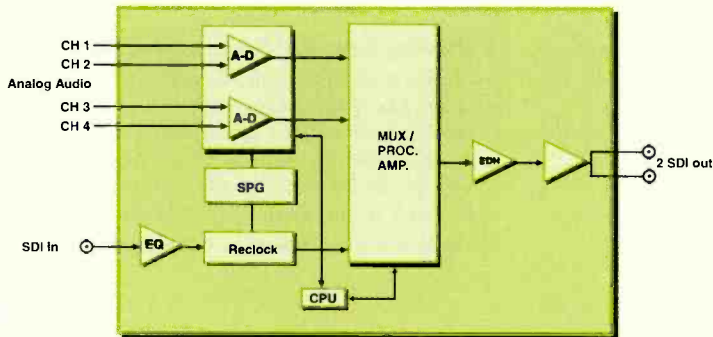 CH 1
CH 2
Analog Audio
CH 3
CH 4
A-D
A-D
MUX /
PROC.
AMP.
EDH
2 SDI out
SPG
SDI In
EQ
Reclock
CPU